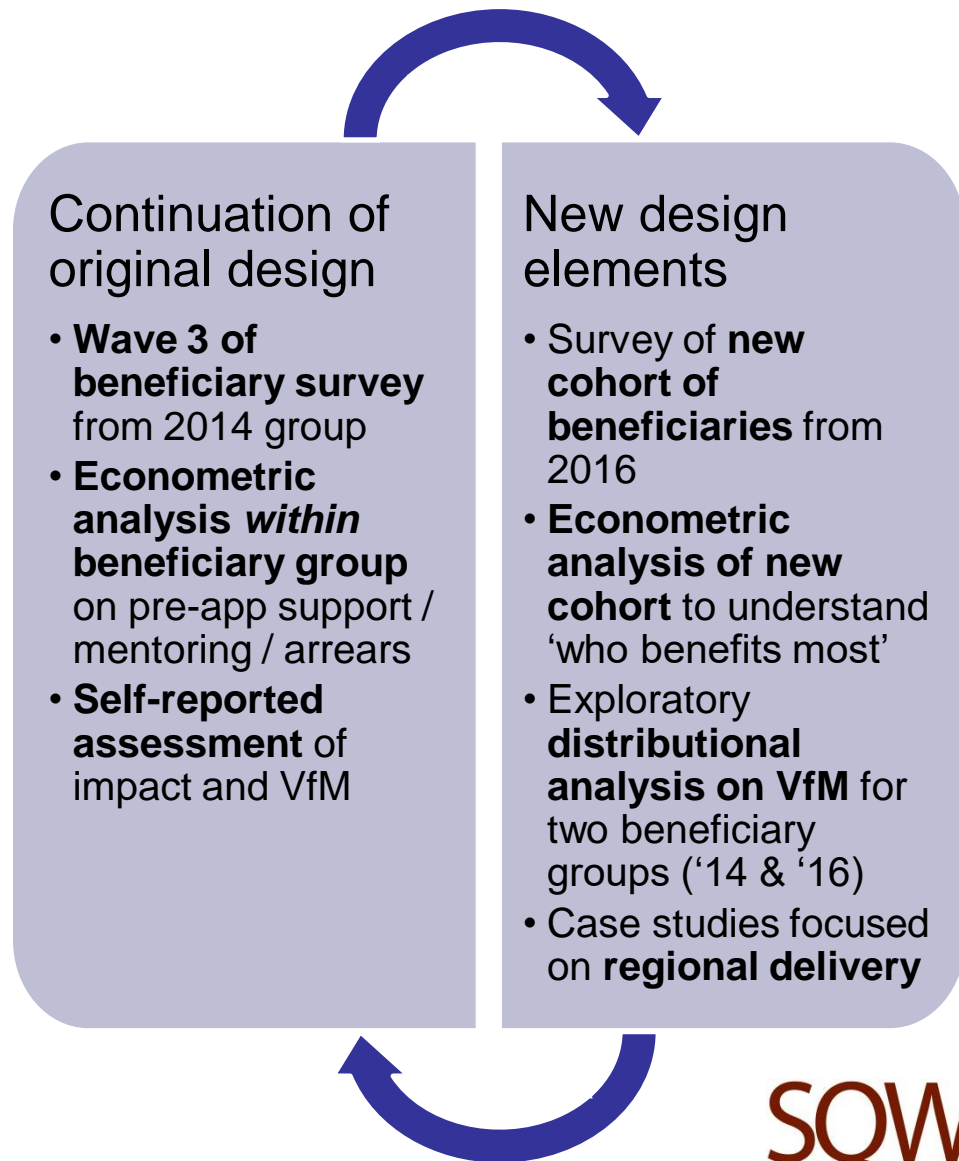 Continuation of
original design
• Wave 3 of
beneficiary survey
from 2014 group
• Econometric
analysis within
beneficiary group
on pre-app support /
mentoring / arrears
• Self-reported
assessment of
impact and VfM
New design
elements
• Survey of new
cohort of
beneficiaries from
2016
• Econometric
analysis of new
cohort to understand
‘who benefits most’
• Exploratory
distributional
analysis on VfM for
two beneficiary
groups (‘14 & ‘16)
• Case studies focused
on regional delivery
SQW